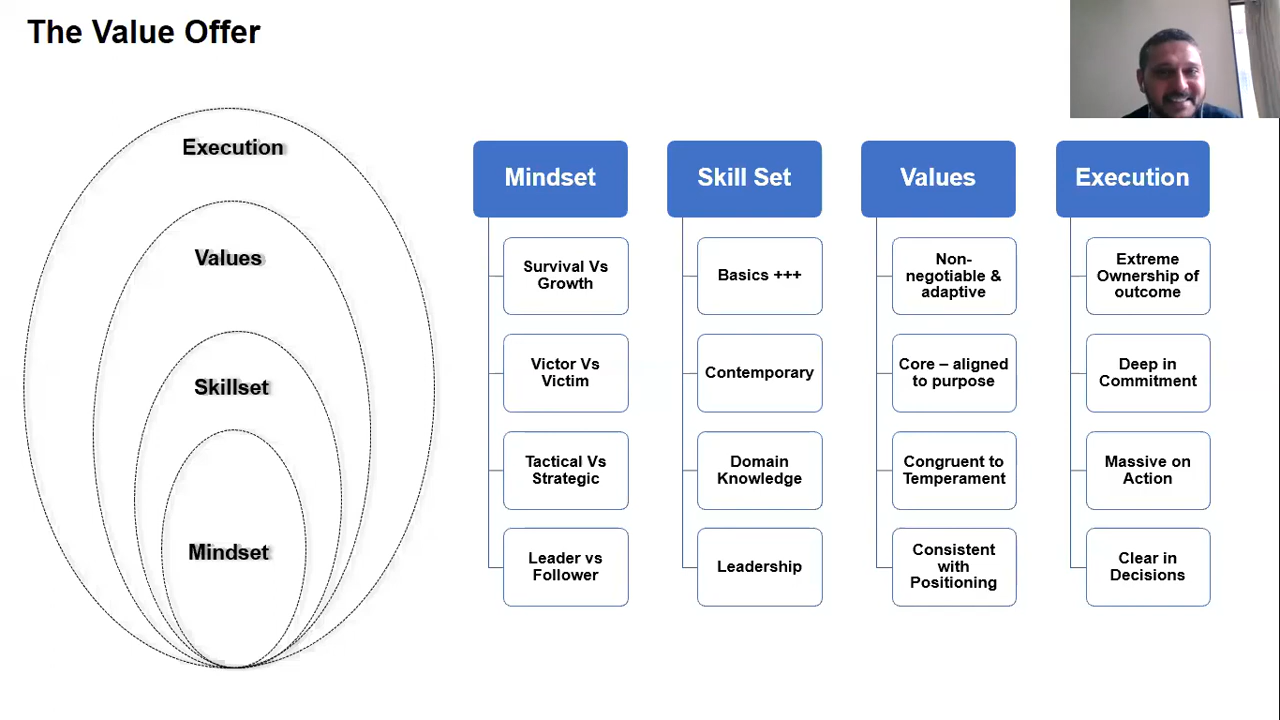 The Value Offer
Execution
Values
Skillset
Mindset
Mindset
Survival Vs
Growth
Victor Vs
Victim
Tactical Vs
Strategic
Leader vs
Follower
Skill Set
Basics +++
Contemporary
Domain
Knowledge
Leadership
Values
Non-
negotiable &
adaptive
Core – aligned
to purpose
Congruent to
Temperament
Consistent
with
Positioning
Execution
Extreme
Ownership of
outcome
Deep in
Commitment
Massive on
Action
Clear in
Decisions